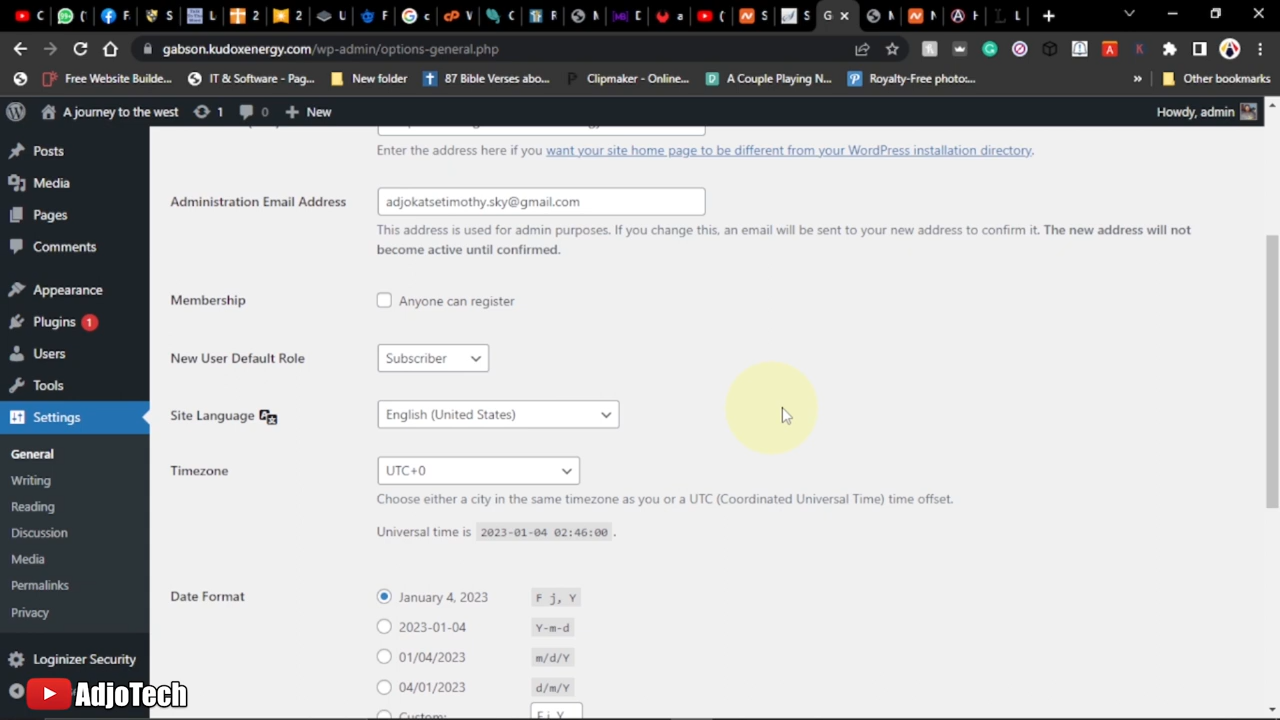 gabson.kudoxenergy.com/wp-admin/options-general.php
Free Website Builde...
IT & Software - Pag...
New folder
87 Bible Verses abo...
Clipmaker - Online...
A Couple Playing N...
Royalty-Free photo:...
»
Other bookmarks
A journey to the west
1
0
New
Howdy, admin
Posts
Media
Pages
Comments
Appearance
Plugins 1
Users
Tools
Settings
General
Writing
Reading
Discussion
Media
Permalinks
Privacy
Loginizer Security
Enter the address here if you want your site home page to be different from your WordPress installation directory.
Administration Email Address
adjokatsetimothy.sky@gmail.com
This address is used for admin purposes. If you change this, an email will be sent to your new address to confirm it. The new address will not
become active until confirmed.
Membership
Anyone can register
New User Default Role
Subscriber
Site Language
English (United States)
Timezone
UTC+0
Choose either a city in the same timezone as you or a UTC (Coordinated Universal Time) time offset.
Universal time is 2023-01-04 02:46:00 .
Date Format
January 4, 2023 F j, Y
2023-01-04 Y-m-d
01/04/2023 m/d/Y
04/01/2023 d/m/Y
Custom: F j, Y
AdjoTech